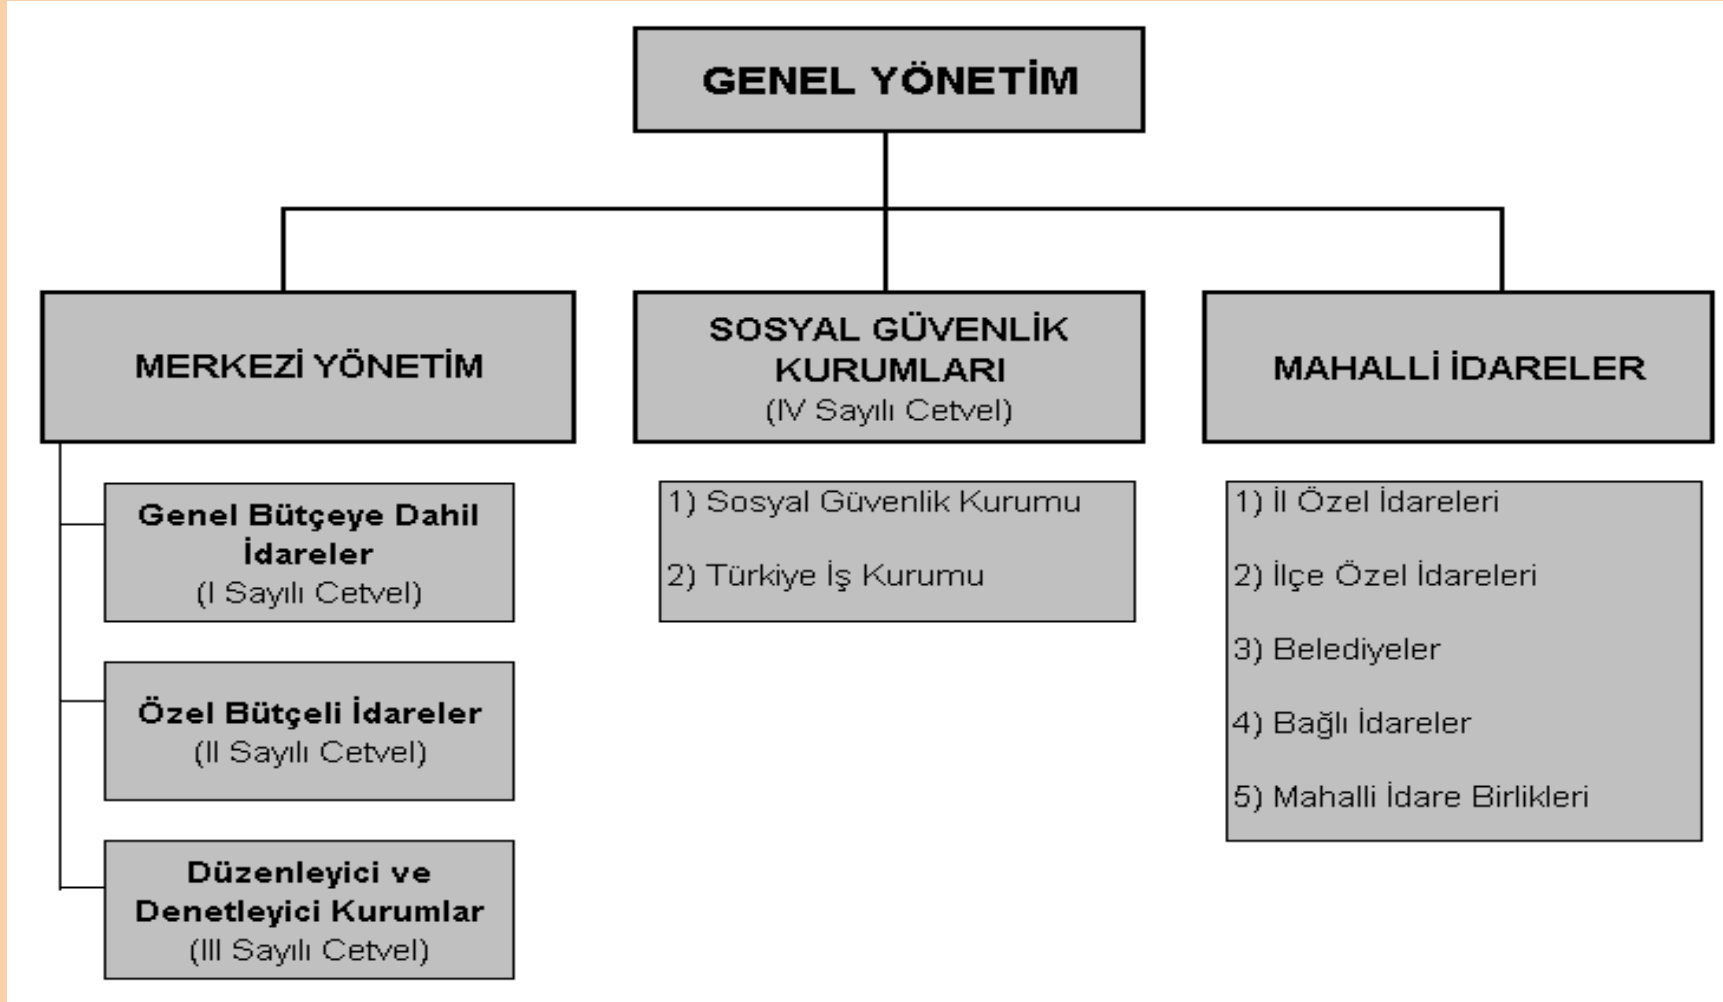 GENEL YÖNETİM
MERKEZİ YÖNETİM
SOSYAL GÜVENLİK
KURUMLARI
(IV Sayılı Cetvel)
MAHALLİ İDARELER
Genel Bütçeye Dahil
İdareler
(I Sayılı Cetvel)
Özel Bütçeli İdareler
(II Sayılı Cetvel)
Düzenleyici ve
Denetleyici Kurumlar
(III Sayılı Cetvel)
1) Sosyal Güvenlik Kurumu
2) Türkiye İş Kurumu
1) İl Özel İdareleri
2) İlçe Özel İdareleri
3) Belediyeler
4) Bağlı İdareler
5) Mahalli İdare Birlikleri